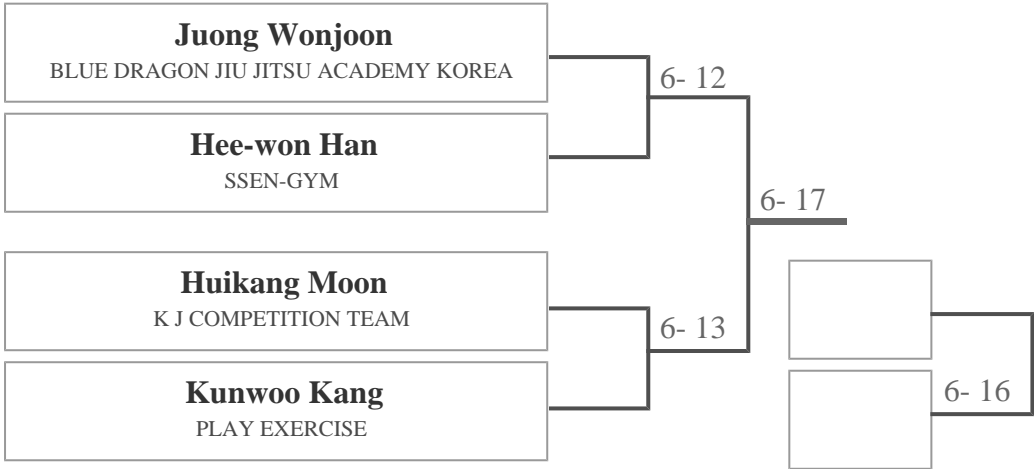 Juong Wonjoon
BLUE DRAGON JIU JITSU ACADEMY KOREA
6- 12
Hee-won Han
SSEN-GYM
6- 17
Huikang Moon
K J COMPETITION TEAM
6- 13
Kunwoo Kang
PLAY EXERCISE
6- 16